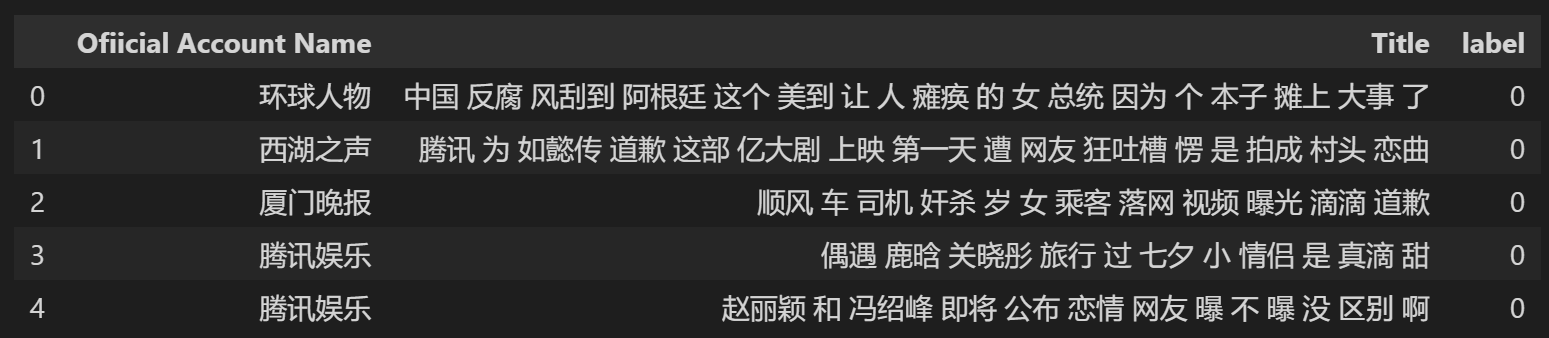 Ofiicial Account Name Title label
0 环球人物 中国 反腐 风刮到 阿根廷 这个 美到 让 人 瘫痪 的 女 总统 因为 个 本子 摊上 大事 了 0
1 西湖之声 腾讯 为 如懿传 道歉 这部 亿大剧 上映 第一天 遭 网友 狂吐槽 愣 是 拍成 村头 恋曲 0
2 厦门晚报 顺风 车 司机 奸杀 岁 女 乘客 落网 视频 曝光 滴滴 道歉 0
3 腾讯娱乐 偶遇 鹿晗 关晓彤 旅行 过 七夕 小 情侣 是 真滴 甜 0
4 腾讯娱乐 赵丽颖 和 冯绍峰 即将 公布 恋情 网友 曝 不 曝 没 区别 啊 0